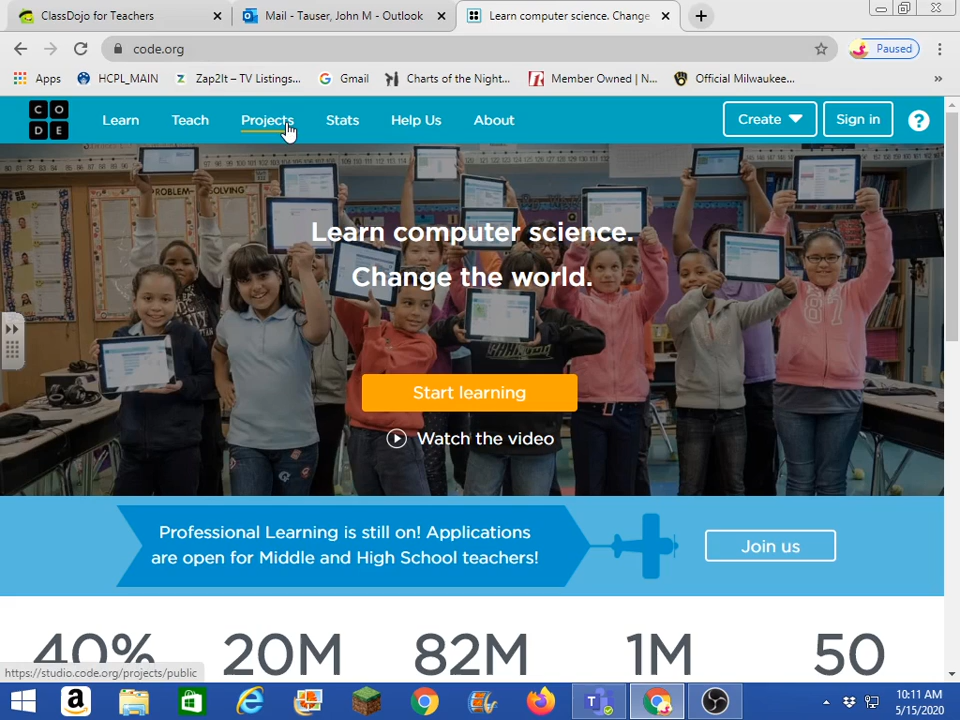 ClassDojo for Teachers
Mail - Tauser, John M - Outlook
Learn computer science. Change
code.org
Paused
Apps
HCPL_MAIN
Zap2It – TV Listings...
Gmail
Charts of the Night...
Member Owned | N...
Official Milwaukee...
»
C O
D E
Learn
Teach
Projects
Stats
Help Us
About
Create
Sign in
?
PROBLEM-SOLVING
Learn computer science.
Change the world.
87
Start learning
Watch the video
Professional Learning is still on! Applications
are open for Middle and High School teachers!
Join us
40%
20M
82M
1M
50
https://studio.code.org/projects/public
10:11 AM
5/15/2020